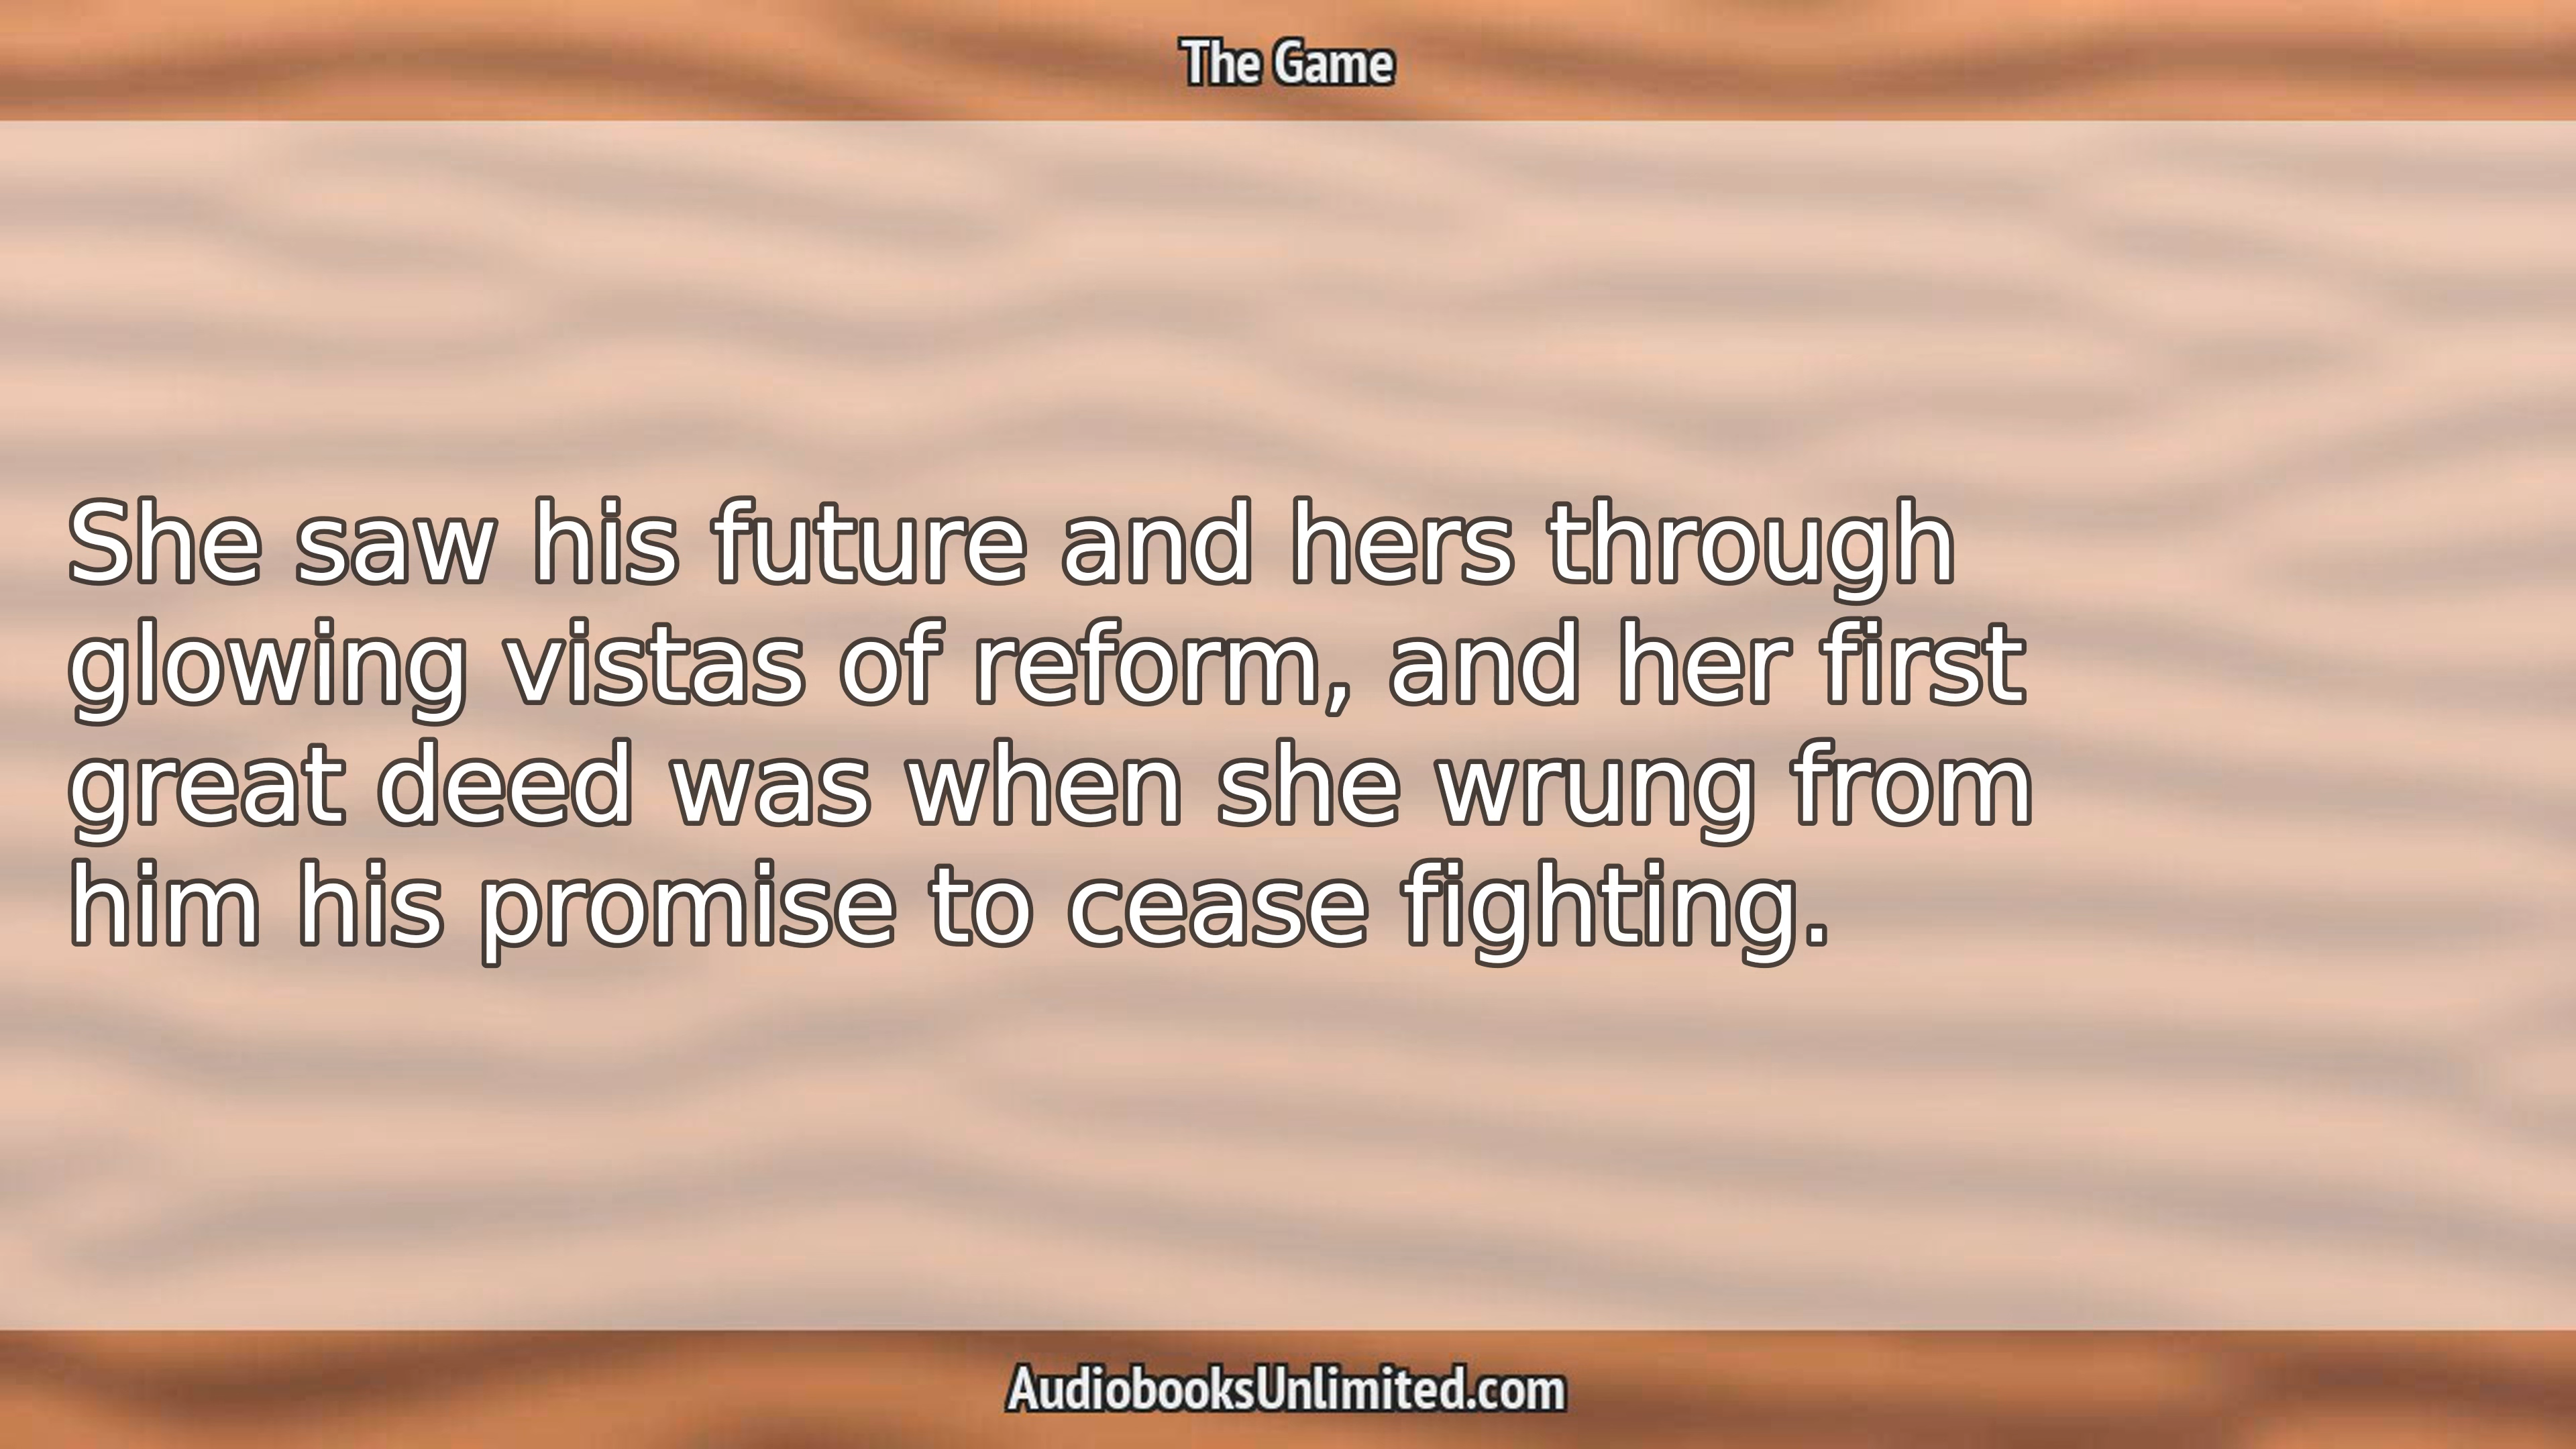 The Game
She saw his future and hers through
glowing vistas of reform, and her first
great deed was when she wrung from
him his promise to cease fighting.
AudiobooksUnlimited.com